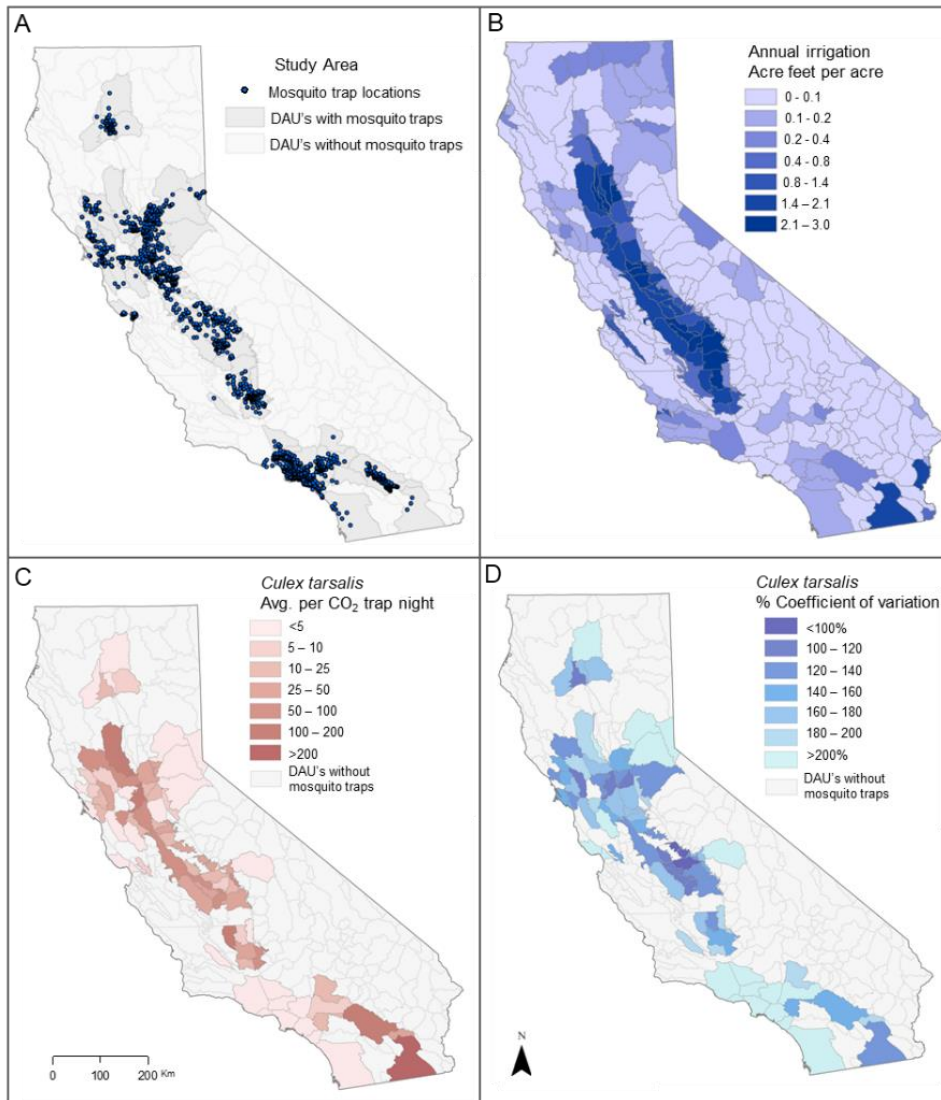 A
Study Area
Mosquito trap locations
DAU's with mosquito traps
DAU's without mosquito traps
B
Annual irrigation
Acre feet per acre
0 - 0.1
0.1 - 0.2
0.2 - 0.4
0.4 - 0.8
0.8 - 1.4
1.4 – 2.1
2.1 – 3.0
C
Culex tarsalis
Avg. per CO2 trap night
<5
5 – 10
10 – 25
25 – 50
50 – 100
100 – 200
>200
DAU's without
mosquito traps
0 100 200 Km
D
Culex tarsalis
% Coefficient of variation
<100%
100 – 120
120 – 140
140 – 160
160 – 180
180 – 200
>200%
DAU's without
mosquito traps
N